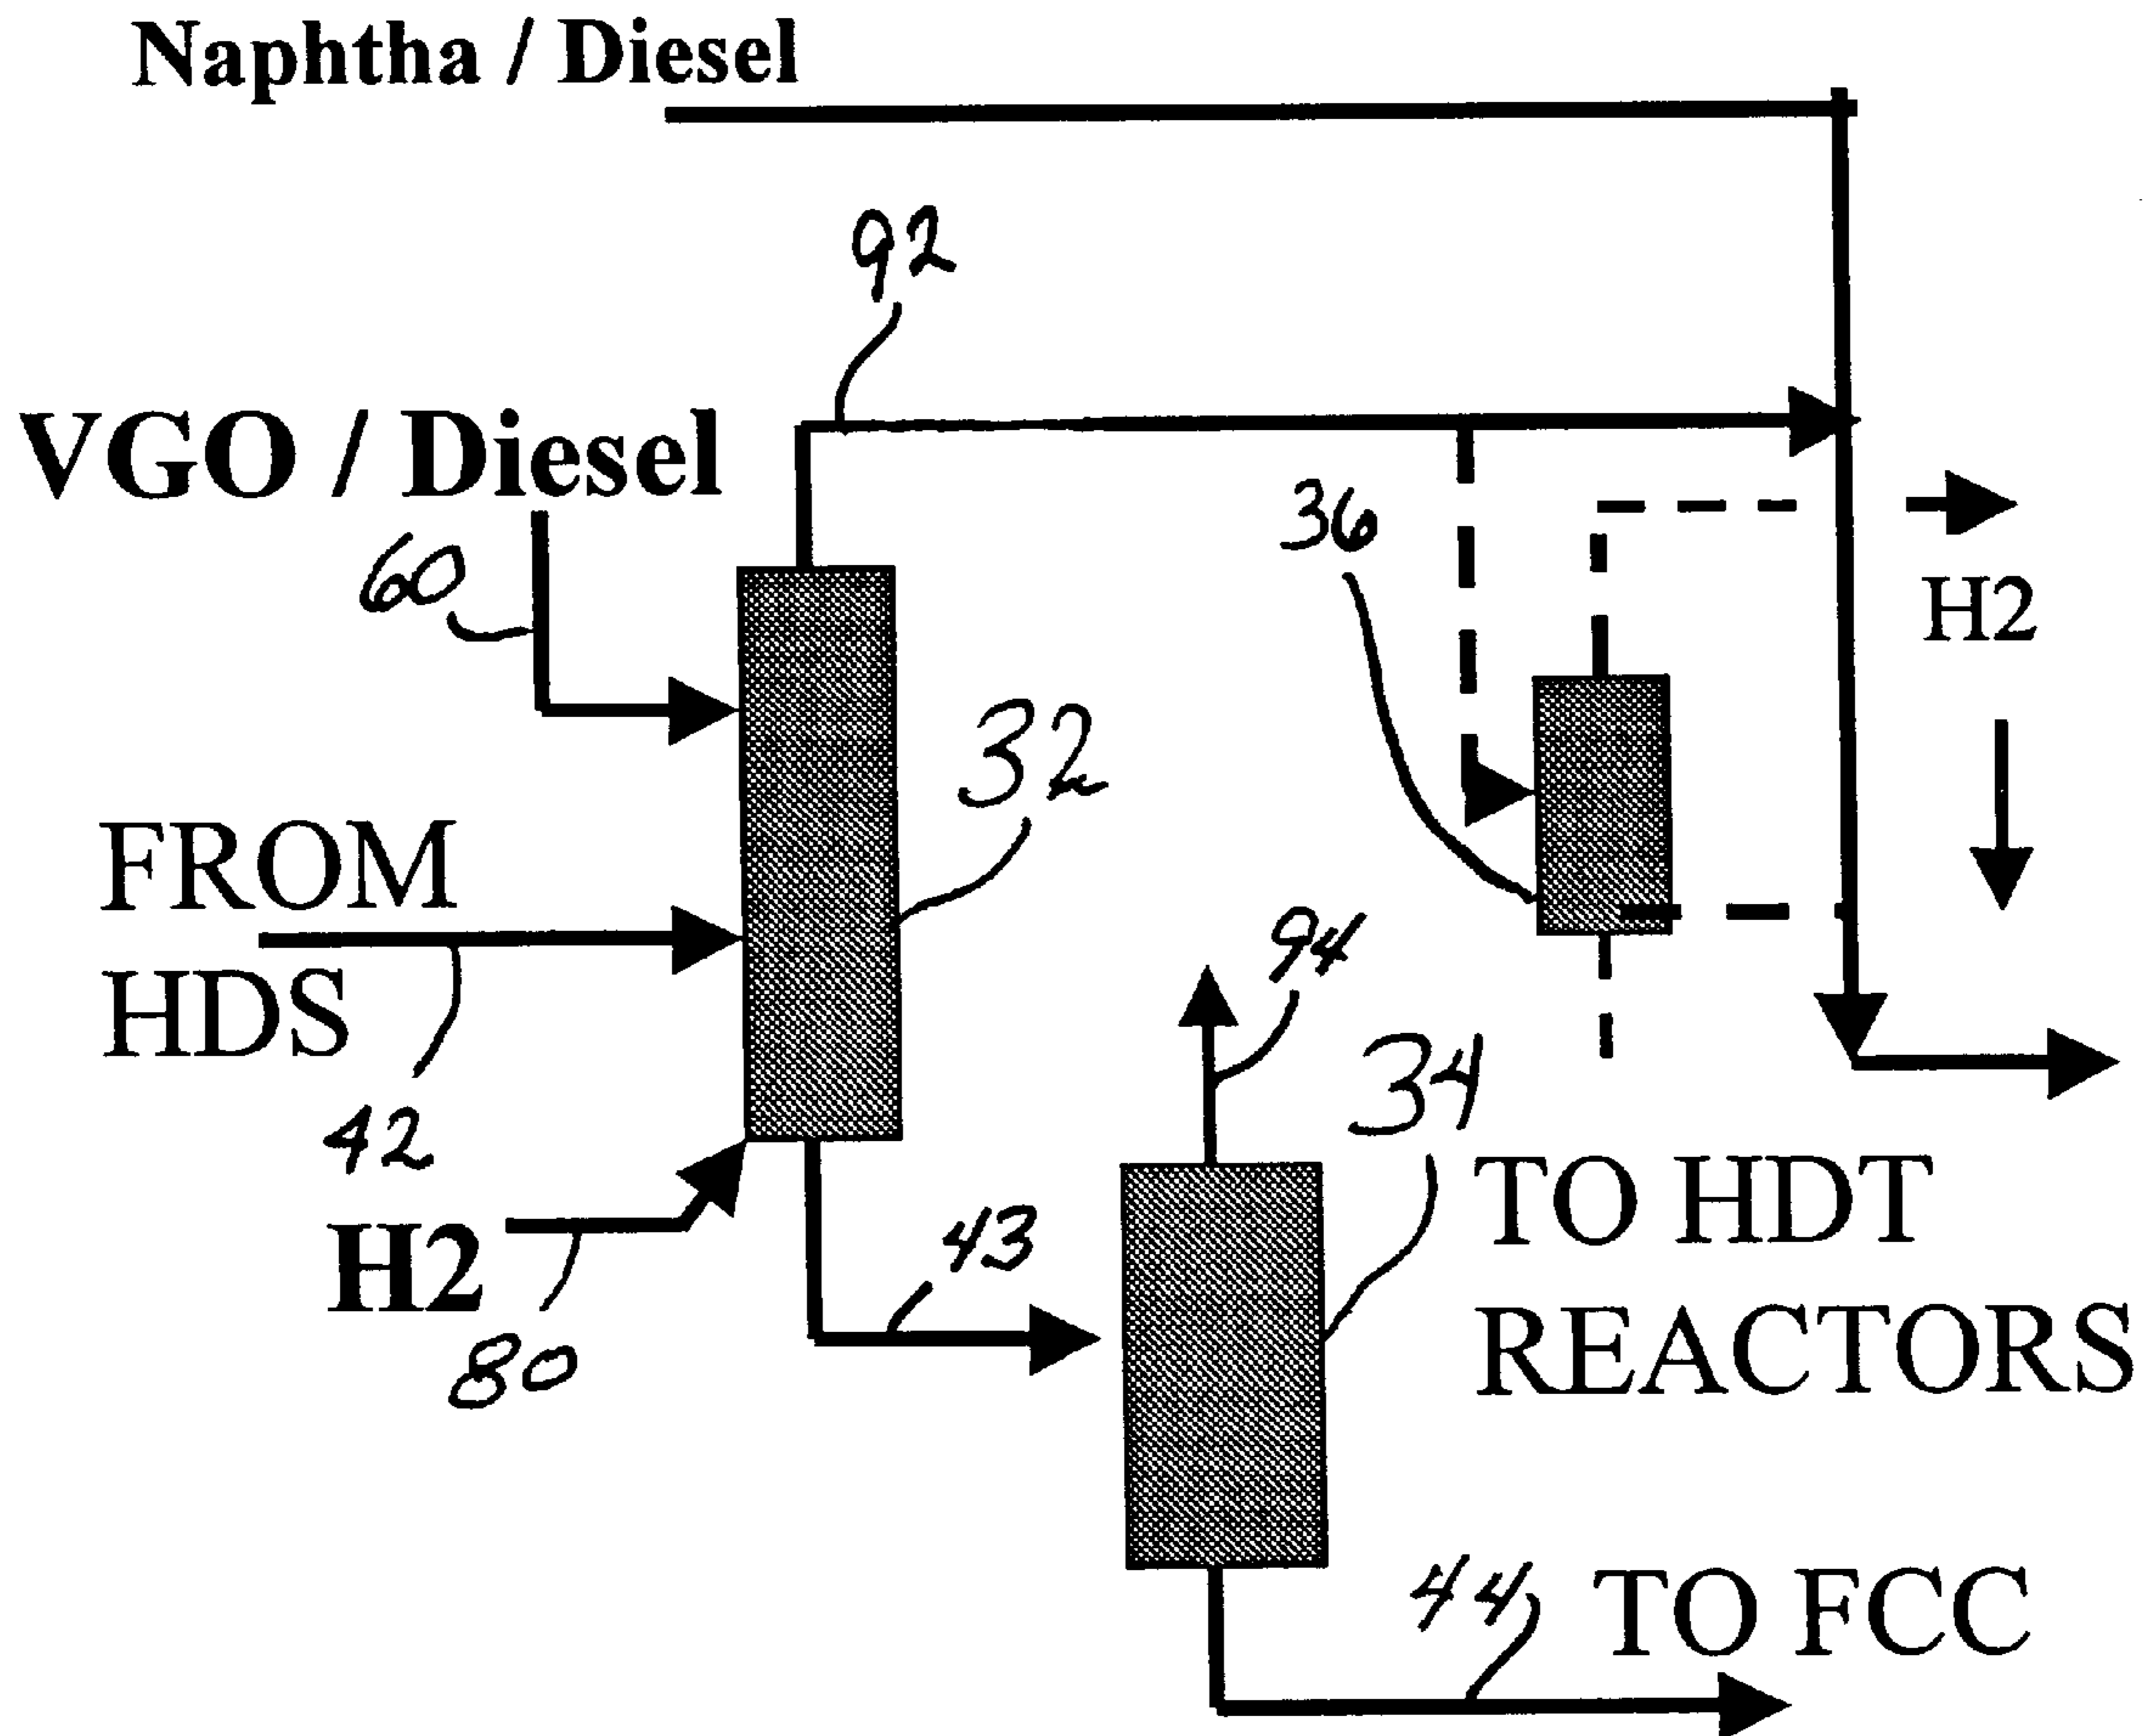 Naphtha / Diesel
92
VGO / Diesel
36
60
H2
32
FROM
HDS
94
34
42
TO HDT
H2
43
REACTORS
80
44
TO FCC